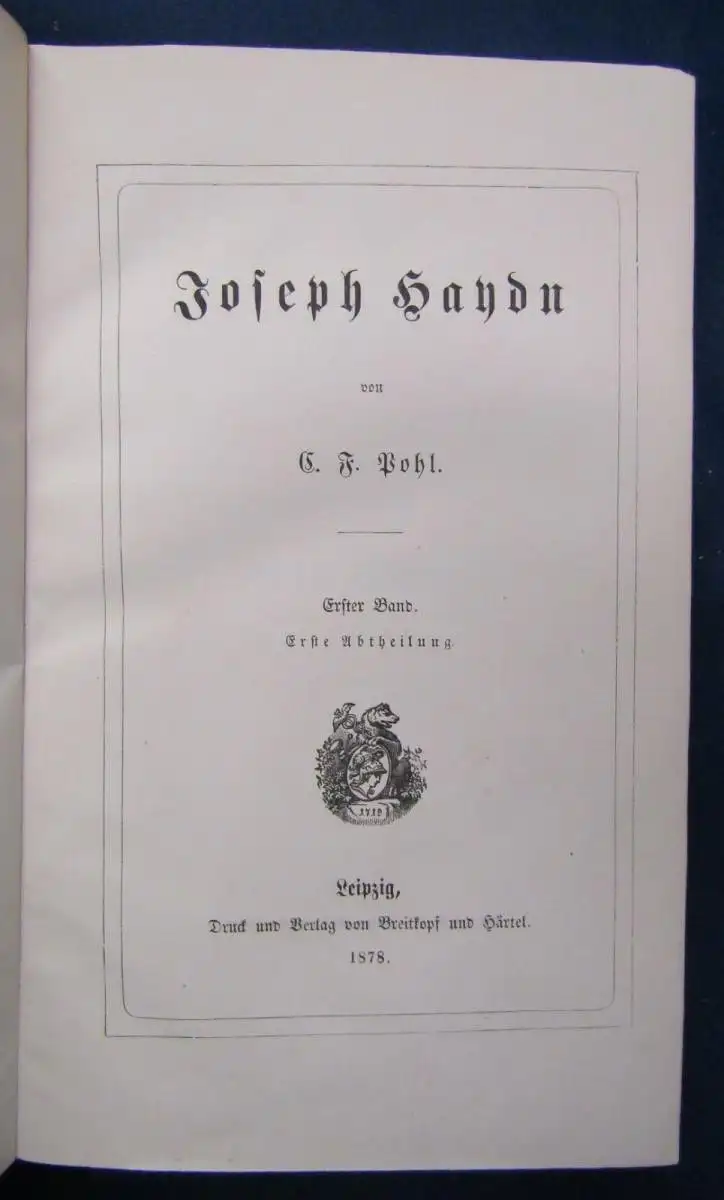 Joseph Haydn
von
C. F. Pohl.
Erster Band.
Erste Abtheilung.
1719
Leipzig,
Druck und Verlag von Breitkopf und Härtel.
1878.